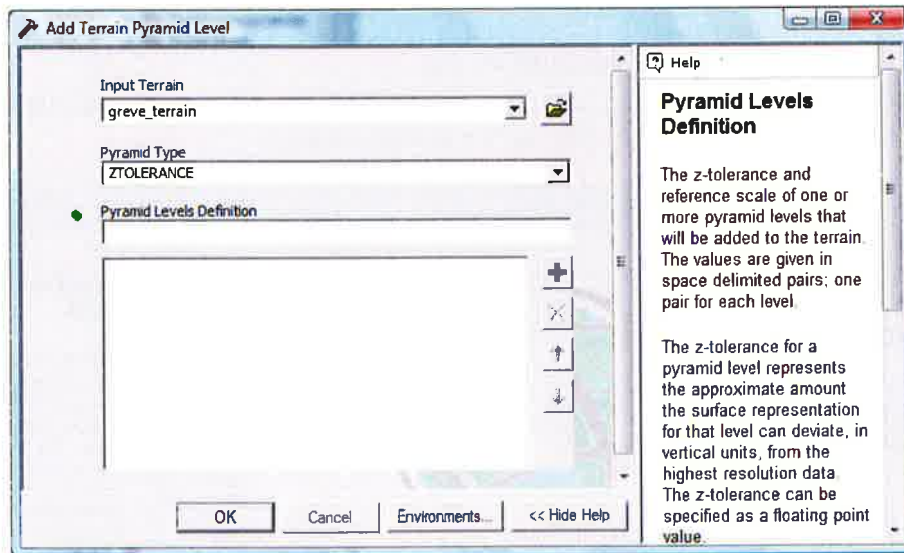 Add Terrain Pyramid Level
Input Terrain
greve_terrain
Pyramid Type
ZTOLERANCE
Pyramid Levels Definition
OK
Cancel
Environments...
<< Hide Help
Help
Pyramid Levels
Definition
The z-tolerance and
reference scale of one or
more pyramid levels that
will be added to the terrain.
The values are given in
space delimited pairs; one
pair for each level.
The z-tolerance for a
pyramid level represents
the approximate amount
the surface representation
for that level can deviate, in
vertical units, from the
highest resolution data.
The z-tolerance can be
specified as a floating point
value.